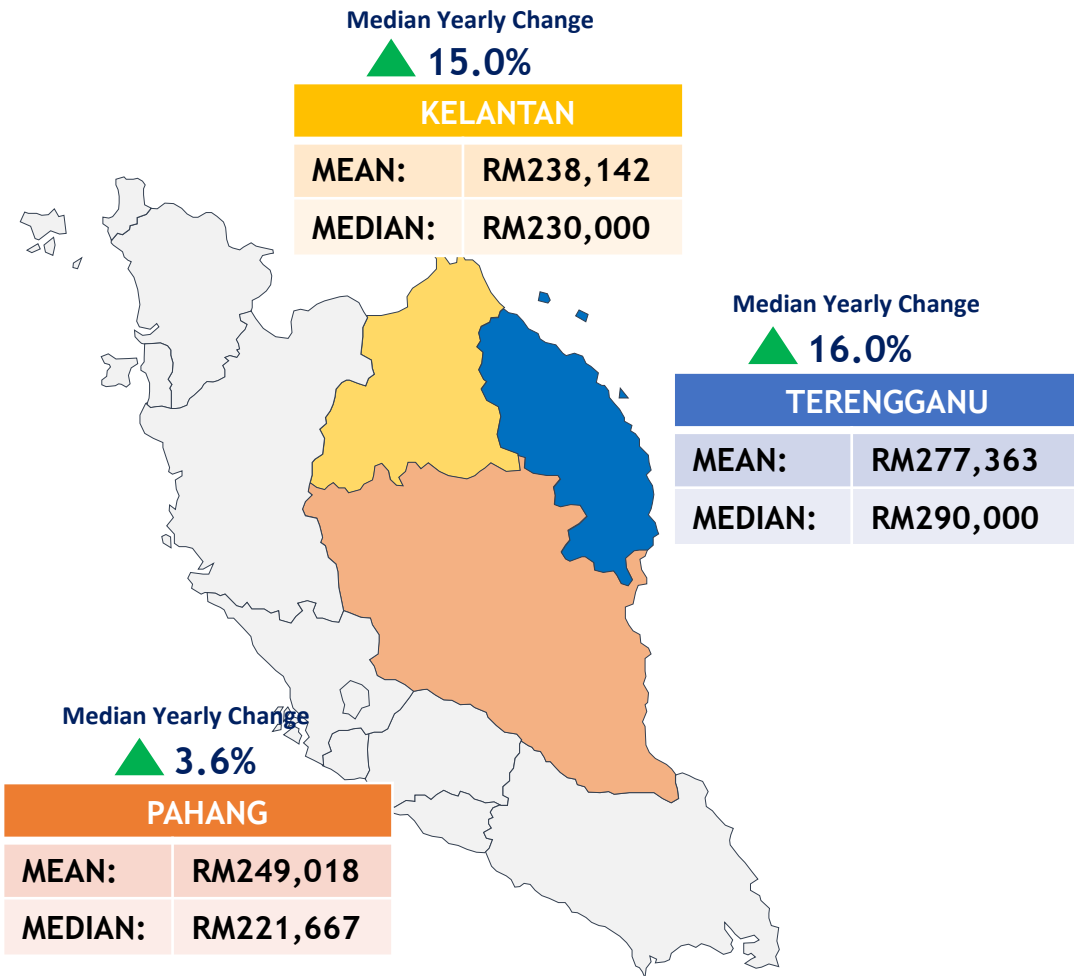 Median Yearly Change
15.0%
KELANTAN
MEAN: RM238,142
MEDIAN: RM230,000
Median Yearly Change
16.0%
TERENGGANU
MEAN: RM277,363
MEDIAN: RM290,000
Median Yearly Change
3.6%
PAHANG
MEAN: RM249,018
MEDIAN: RM221,667